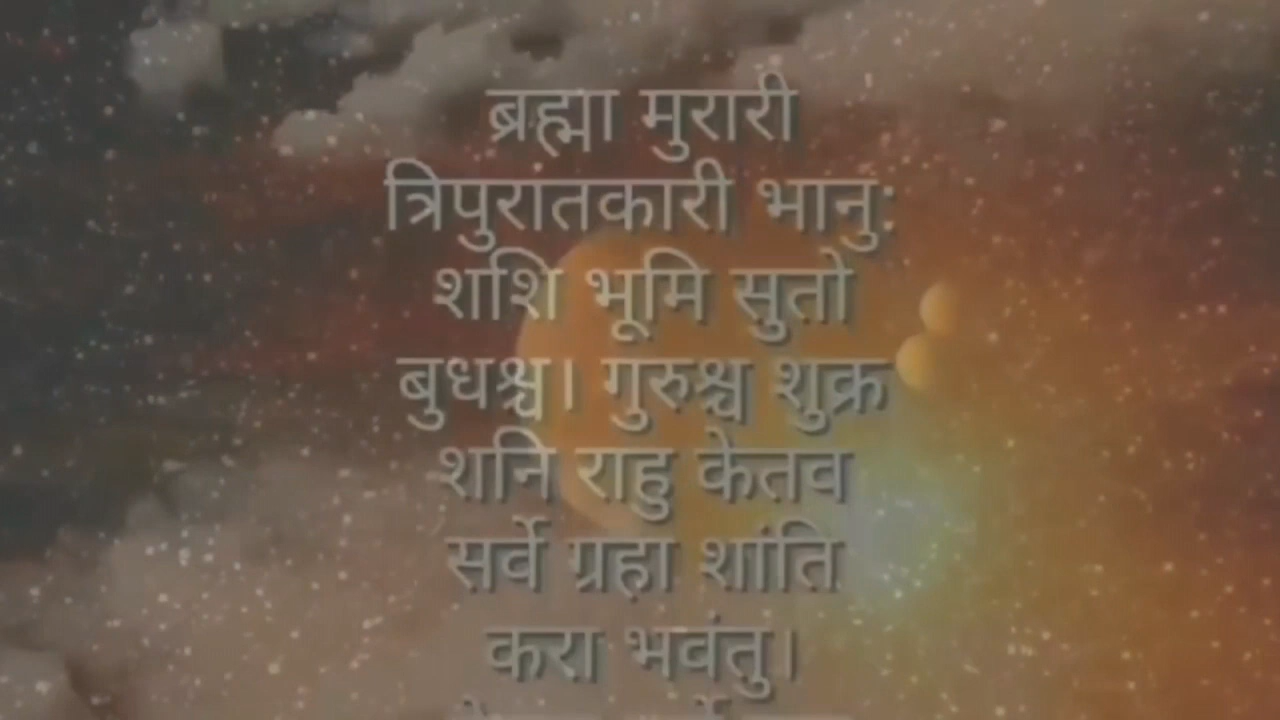 ब्रह्मा मुरारी
त्रिपुरातकारी भानु:
शशि भूमि सुतो
बुधश्च। गुरुश्च शुक्र
शनि राहु केतव
सर्वे ग्रहा शांति
करा भवंतु।